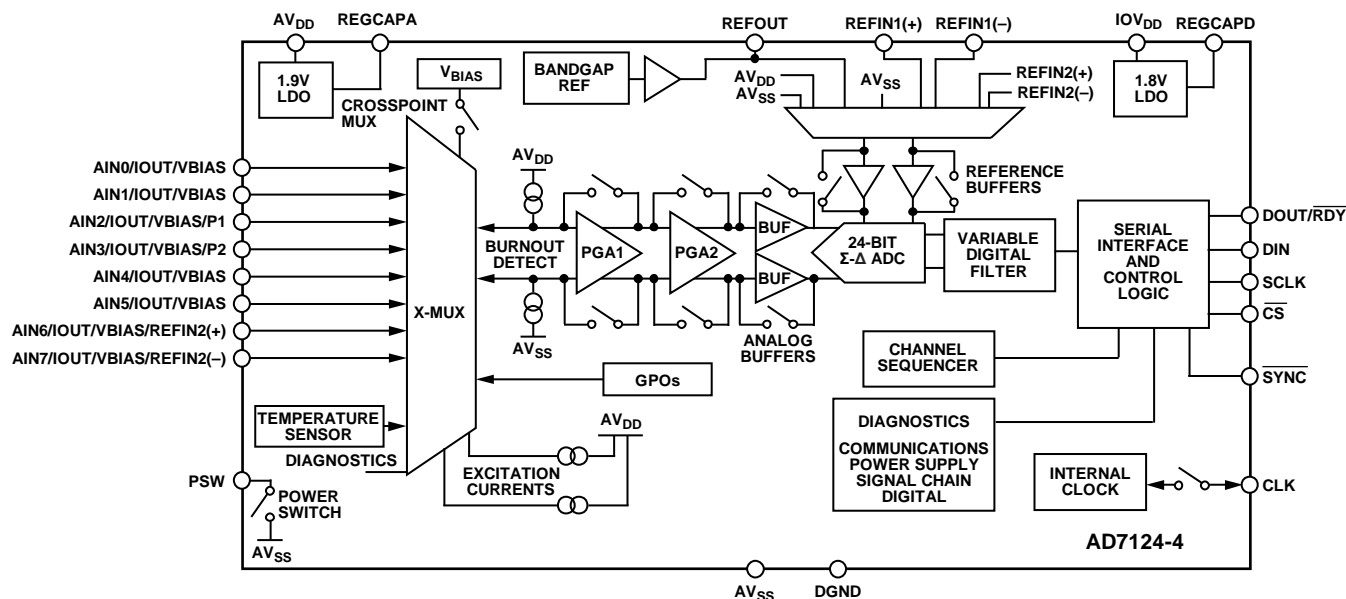 AVDD
REGCAPA
REFOUT
REFIN1(+)
REFIN1(–)
IOVDD
REGCAPD
1.9V
LDO
VBIAS
BANDGAP
REF
AVDD
AVSS
AVSS
REFIN2(+)
REFIN2(–)
1.8V
LDO
CROSSPOINT
MUX
AIN0/IOUT/VBIAS
AIN1/IOUT/VBIAS
AIN2/IOUT/VBIAS/P1
AIN3/IOUT/VBIAS/P2
AIN4/IOUT/VBIAS
AIN5/IOUT/VBIAS
AIN6/IOUT/VBIAS/REFIN2(+)
AIN7/IOUT/VBIAS/REFIN2(–)
X-MUX
AVDD
BURNOUT
DETECT
AVSS
PGA1
PGA2
BUF
BUF
ANALOG
BUFFERS
REFERENCE
BUFFERS
24-BIT
Σ-Δ ADC
VARIABLE
DIGITAL
FILTER
SERIAL
INTERFACE
AND
CONTROL
LOGIC
DOUT/RDY
DIN
SCLK
CS
SYNC
CHANNEL
SEQUENCER
GPOs
TEMPERATURE
SENSOR
DIAGNOSTICS
AVDD
EXCITATION
CURRENTS
DIAGNOSTICS
COMMUNICATIONS
POWER SUPPLY
SIGNAL CHAIN
DIGITAL
INTERNAL
CLOCK
CLK
PSW
POWER
SWITCH
AVSS
AD7124-4
AVSS
DGND